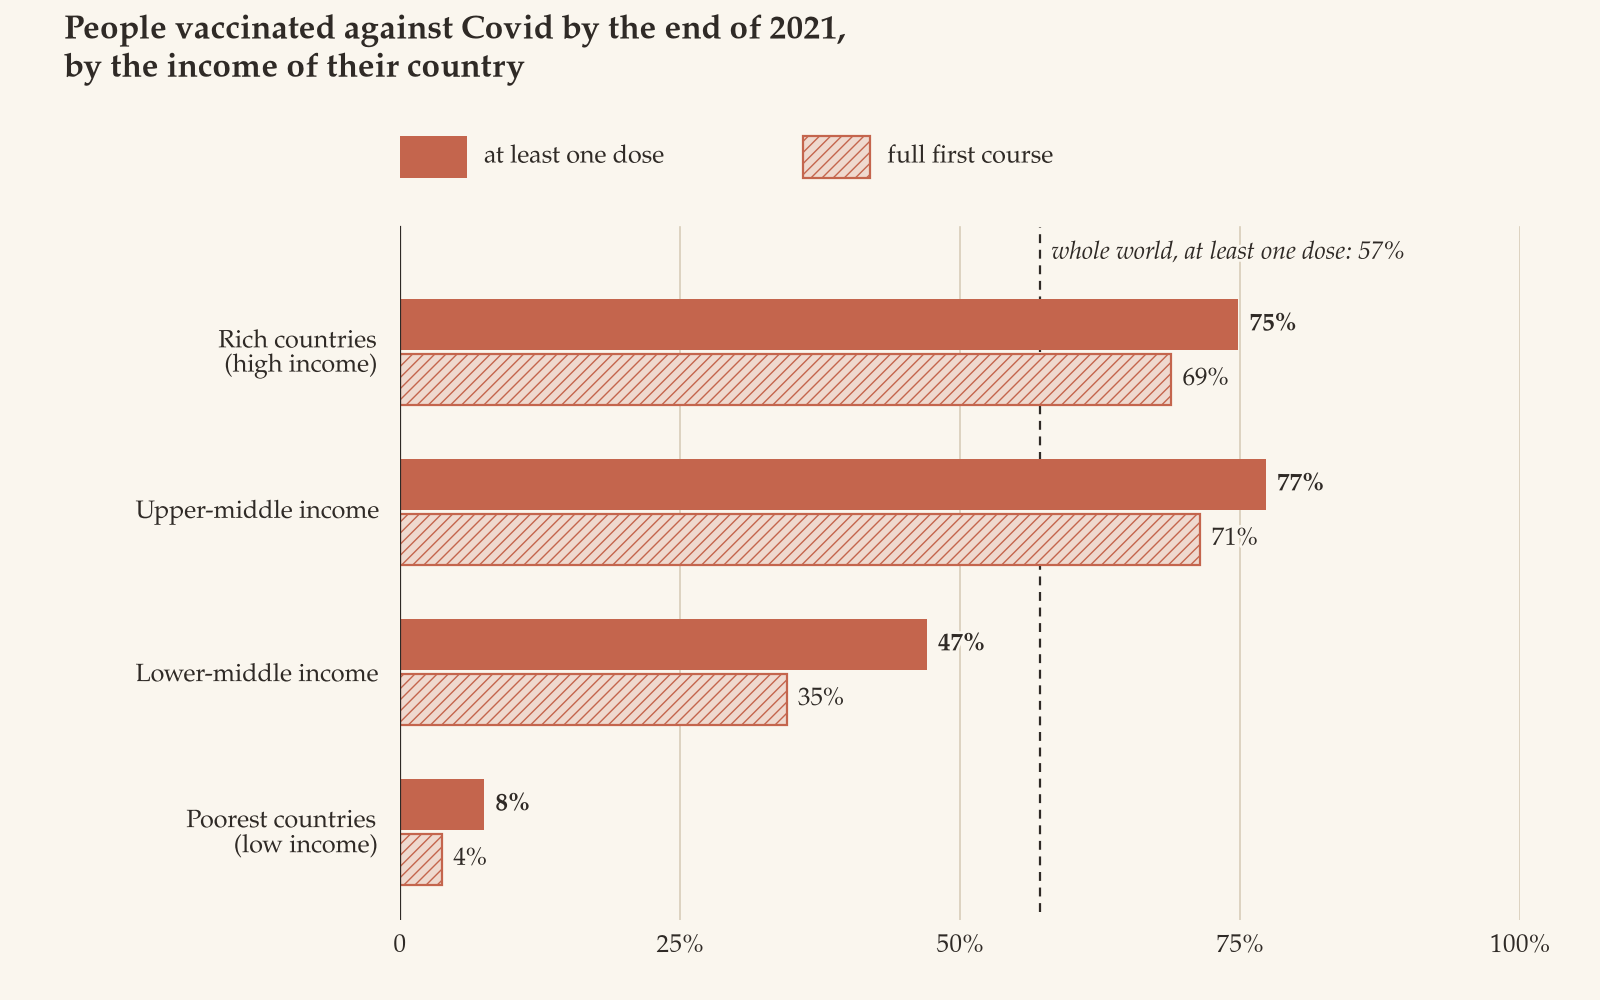 People vaccinated against Covid by the end of 2021,
by the income of their country
at least one dose
full first course
whole world, at least one dose: 57%
Rich countries
(high income)
75%
69%
Upper-middle income
77%
71%
Lower-middle income
47%
35%
Poorest countries
(low income)
8%
4%
0
25%
50%
75%
100%